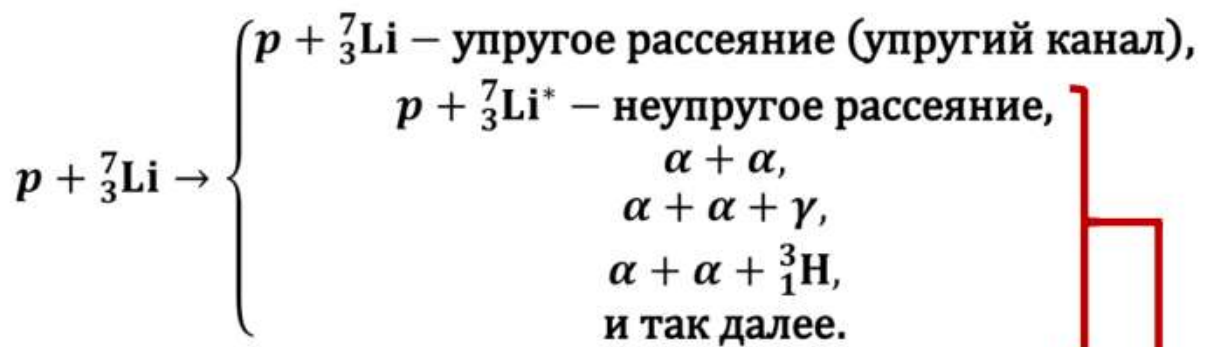 p + ⁷₃Li – упругое рассеяние (упругий канал),
p + ⁷₃Li* – неупругое рассеяние,
p + ⁷₃Li →
α + α,
α + α + γ,
α + α + ³₁H,
и так далее.